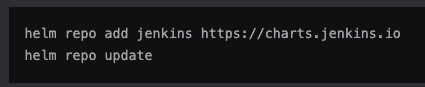 helm repo add jenkins https://charts.jenkins.io
helm repo update